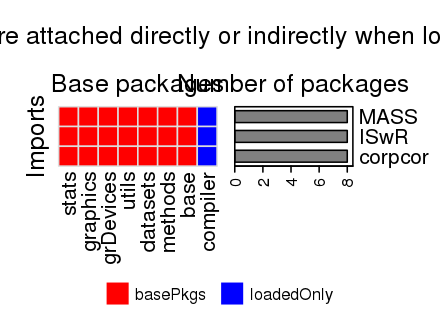 re attached directly or indirectly when lo
Base packages
Number of packages
Imports
MASS
ISwR
corpcor
stats
graphics
grDevices
utils
datasets
methods
base
compiler
0 2 4 6 8
basePkgs
loadedOnly